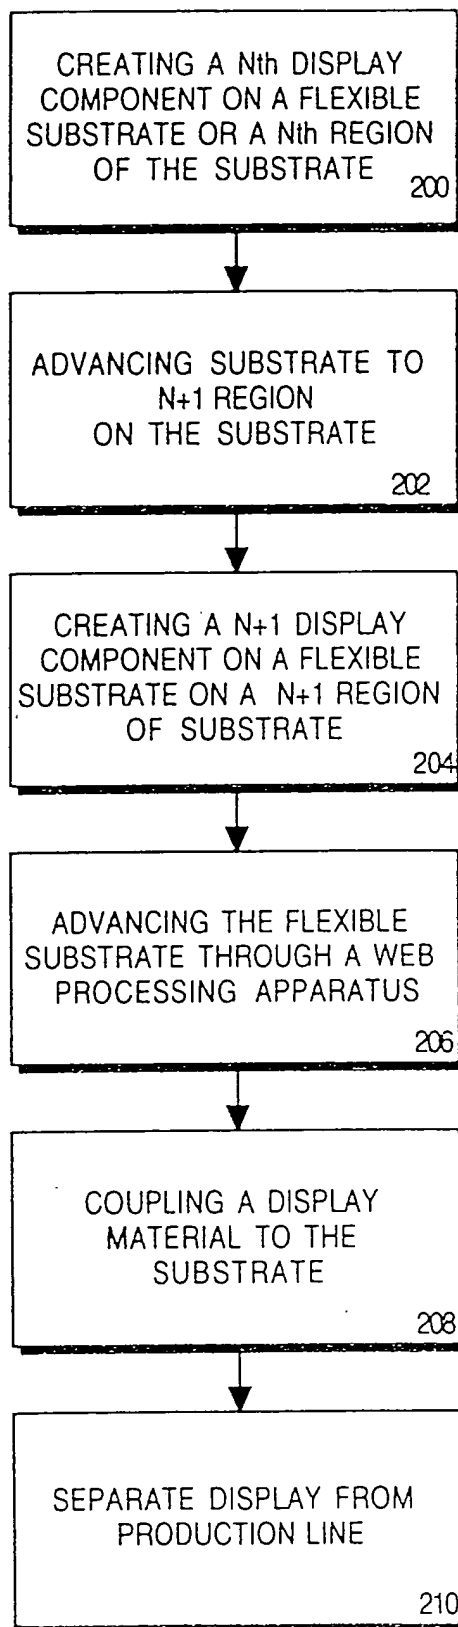 CREATING A Nth DISPLAY
COMPONENT ON A FLEXIBLE
SUBSTRATE OR A Nth REGION
OF THE SUBSTRATE
200
ADVANCING SUBSTRATE TO
N+1 REGION
ON THE SUBSTRATE
202
CREATING A N+1 DISPLAY
COMPONENT ON A FLEXIBLE
SUBSTRATE ON A N+1 REGION
OF SUBSTRATE
204
ADVANCING THE FLEXIBLE
SUBSTRATE THROUGH A WEB
PROCESSING APPARATUS
206
COUPLING A DISPLAY
MATERIAL TO THE
SUBSTRATE
208
SEPARATE DISPLAY FROM
PRODUCTION LINE
210